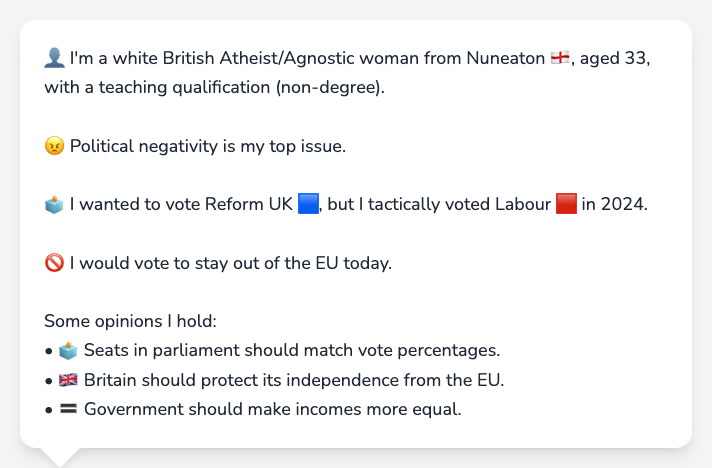 👤 I'm a white British Atheist/Agnostic woman from Nuneaton 🏴󠁧󠁢󠁥󠁮󠁧󠁿, aged 33,
with a teaching qualification (non-degree).
😠 Political negativity is my top issue.
🗳️ I wanted to vote Reform UK 🟦, but I tactically voted Labour 🟥 in 2024.
🚫 I would vote to stay out of the EU today.
Some opinions I hold:
• 🗳️ Seats in parliament should match vote percentages.
• 🇬🇧 Britain should protect its independence from the EU.
• 🟰 Government should make incomes more equal.